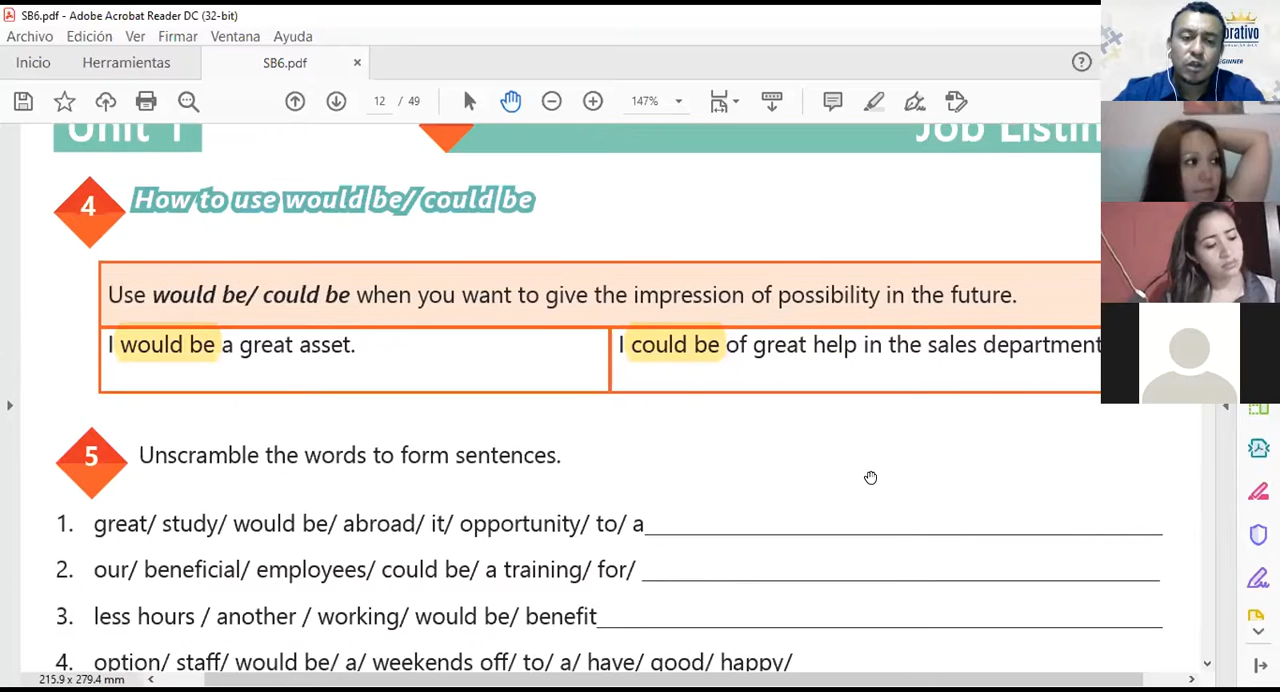 SB6.pdf - Adobe Acrobat Reader DC (32-bit)
Archivo Edición Ver Firmar Ventana Ayuda
Inicio Herramientas SB6.pdf ×
12 / 49 147%
Unit 1 Job Listin
4 How to use would be/ could be
Use would be/ could be when you want to give the impression of possibility in the future.
I would be a great asset. I could be of great help in the sales department
5 Unscramble the words to form sentences.
1. great/ study/ would be/ abroad/ it/ opportunity/ to/ a
2. our/ beneficial/ employees/ could be/ a training/ for/
3. less hours / another / working/ would be/ benefit
4. option/ staff/ would be/ a/ weekends off/ to/ a/ have/ good/ happy/
215.9 x 279.4 mm
orativo
EGINNER